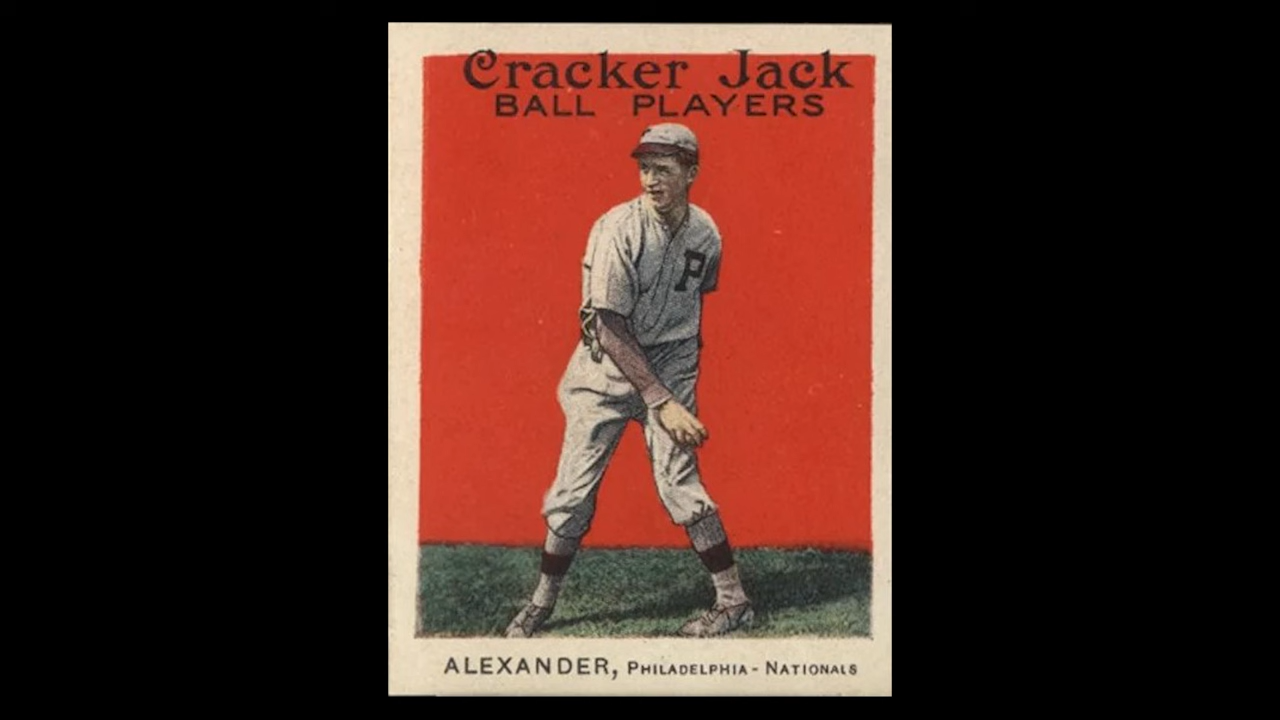 Cracker Jack
BALL PLAYERS
P
ALEXANDER, PHILADELPHIA - NATIONALS